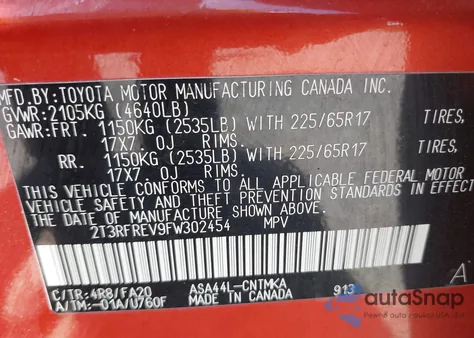 MFD.BY:TOYOTA MOTOR MANUFACTURING CANADA INC.
GVWR:2105KG (4640LB)
GAWR:FRT. 1150KG (2535LB) WITH 225/65R17 TIRES,
17X7. 0J RIMS.
RR. 1150KG (2535LB) WITH 225/65R17 TIRES,
17X7. 0J RIMS.
THIS VEHICLE CONFORMS TO ALL APPLICABLE FEDERAL MOTOR
VEHICLE SAFETY AND THEFT PREVENTION STANDARDS IN EFFECT ON
THE DATE OF MANUFACTURE SHOWN ABOVE.
2T3RFREV9FW302454 MPV
C/TR: 4R8/FA20 ASA44L-CNTMKA
A/TM:-01A/U760F MADE IN CANADA 913
A
autoSnap